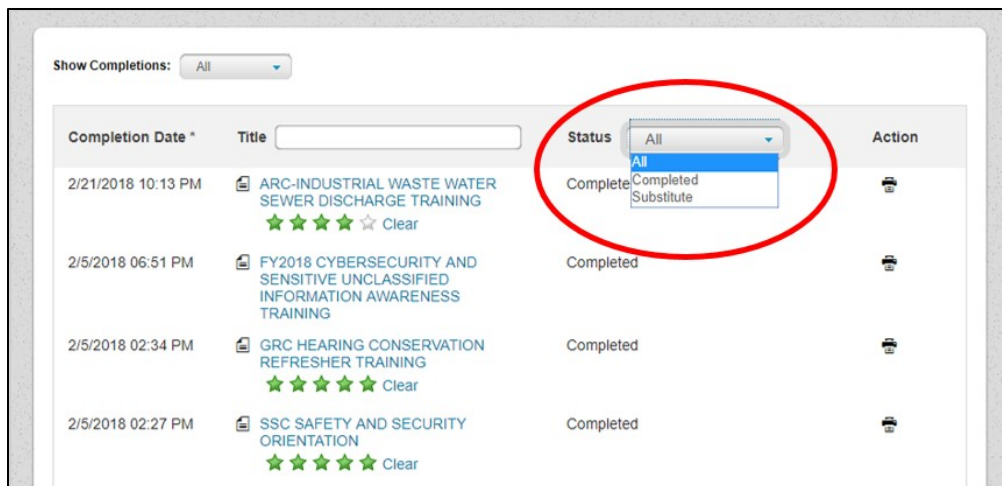 Show Completions: All
Completion Date * Title Status All Action
All
Completed
Substitute
2/21/2018 10:13 PM ARC-INDUSTRIAL WASTE WATER Complete
SEWER DISCHARGE TRAINING
Clear
2/5/2018 06:51 PM FY2018 CYBERSECURITY AND Completed
SENSITIVE UNCLASSIFIED
INFORMATION AWARENESS
TRAINING
2/5/2018 02:34 PM GRC HEARING CONSERVATION Completed
REFRESHER TRAINING
Clear
2/5/2018 02:27 PM SSC SAFETY AND SECURITY Completed
ORIENTATION
Clear